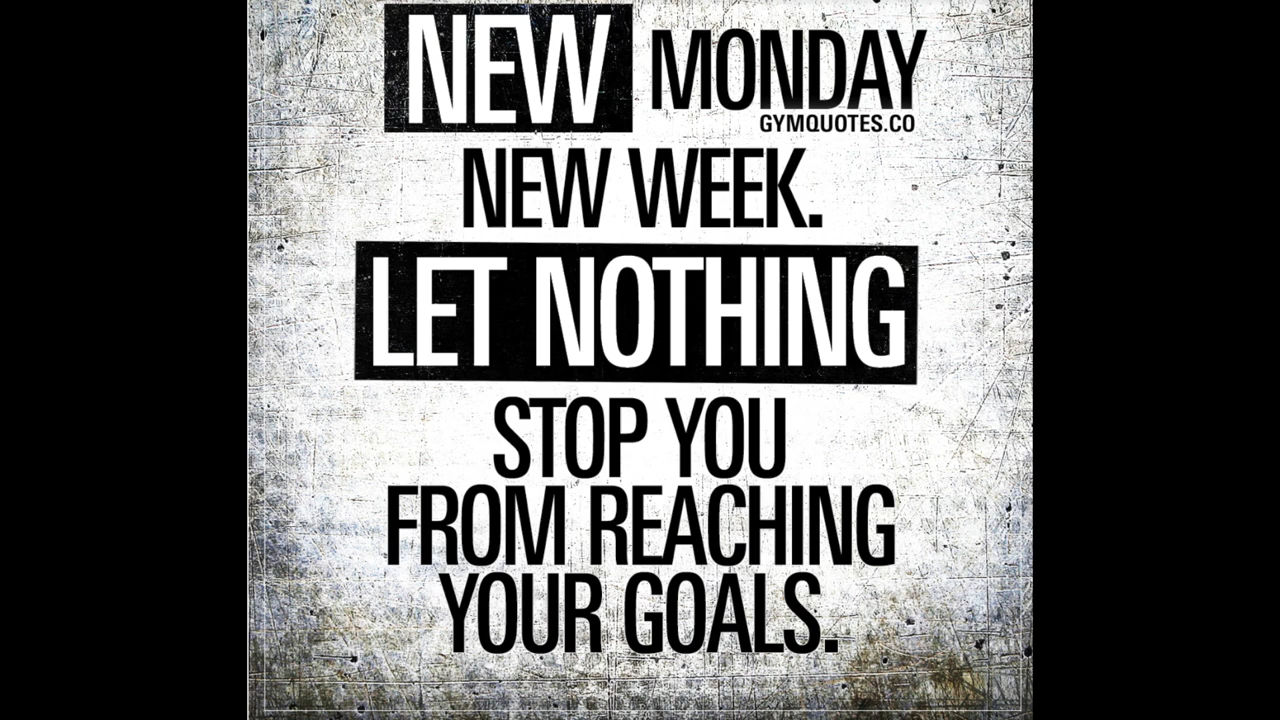 NEW MONDAY
GYMQUOTES.CO
NEW WEEK.
LET NOTHING
STOP YOU
FROM REACHING
YOUR GOALS.